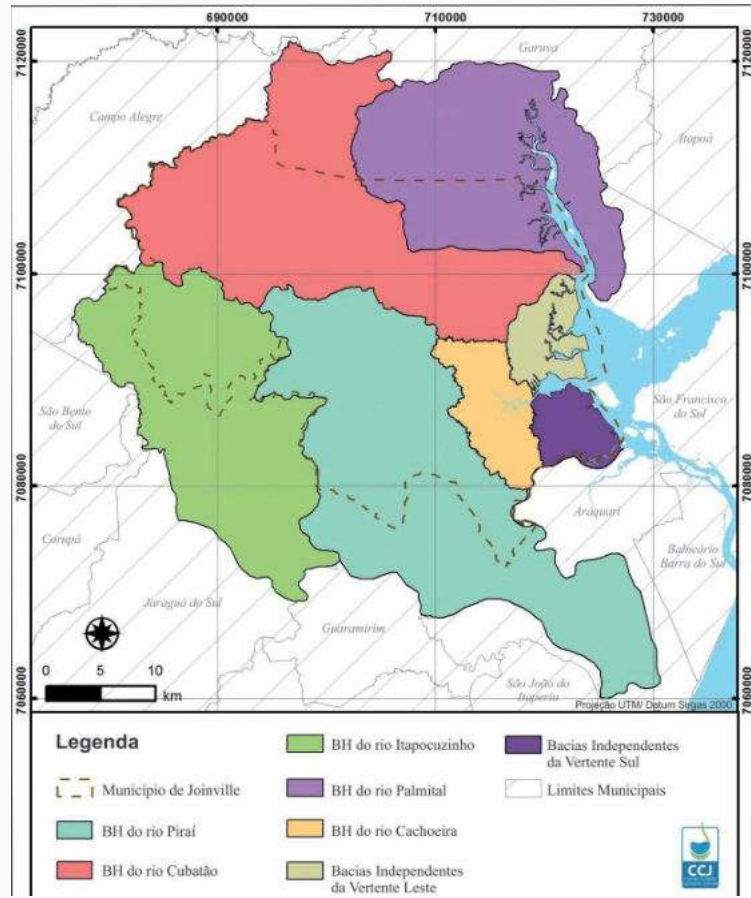 690000
710000
730000
7120000
7120000
Garuva
Campo Alegre
Itapoá
7100000
7100000
São Francisco
do Sul
São Bento
do Sul
7080000
7080000
Araquari
Corupá
Balneário
Barra do Sul
Jaraguá do Sul
Guaramirim
0 5 10
km
São João do
Itaperiú
7060000
7060000
Projeção UTM/ Datum Sirgas 2000
Legenda
Município de Joinville
BH do rio Piraí
BH do rio Cubatão
BH do rio Itapocuzinho
BH do rio Palmital
BH do rio Cachoeira
Bacias Independentes
da Vertente Leste
Bacias Independentes
da Vertente Sul
Limites Municipais
CCJ